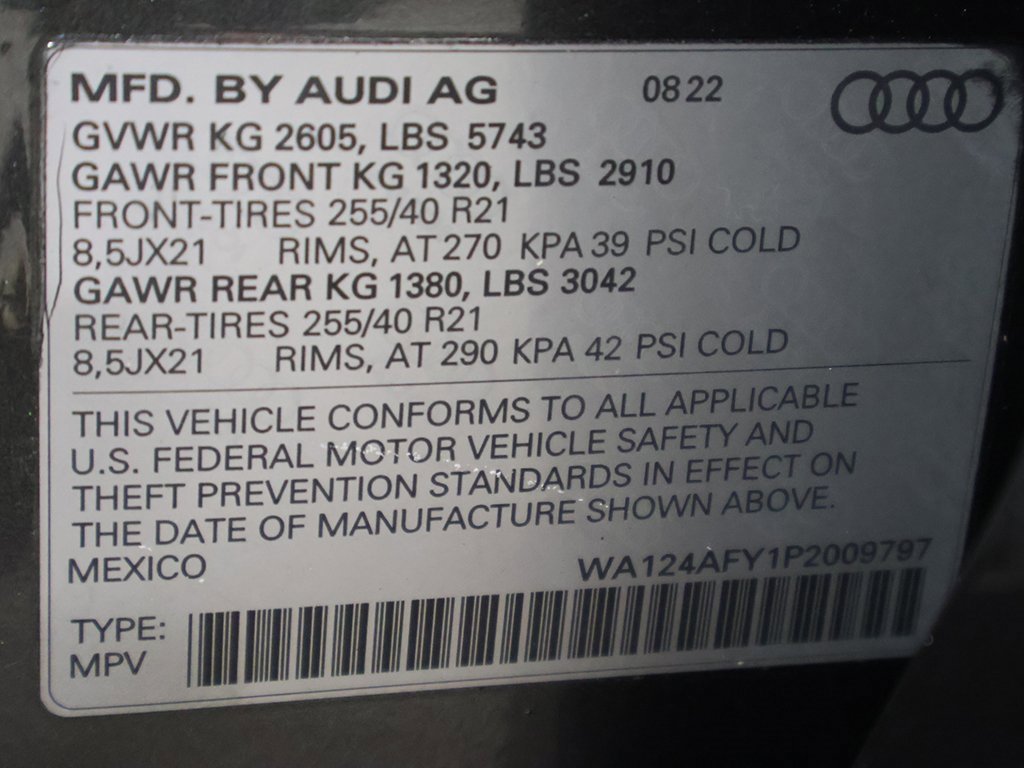 MFD. BY AUDI AG 08 22
GVWR KG 2605, LBS 5743
GAWR FRONT KG 1320, LBS 2910
FRONT-TIRES 255/40 R21
8,5JX21 RIMS, AT 270 KPA 39 PSI COLD
GAWR REAR KG 1380, LBS 3042
REAR-TIRES 255/40 R21
8,5JX21 RIMS, AT 290 KPA 42 PSI COLD
THIS VEHICLE CONFORMS TO ALL APPLICABLE
U.S. FEDERAL MOTOR VEHICLE SAFETY AND
THEFT PREVENTION STANDARDS IN EFFECT ON
THE DATE OF MANUFACTURE SHOWN ABOVE.
MEXICO WA124AFY1P2009797
TYPE:
MPV